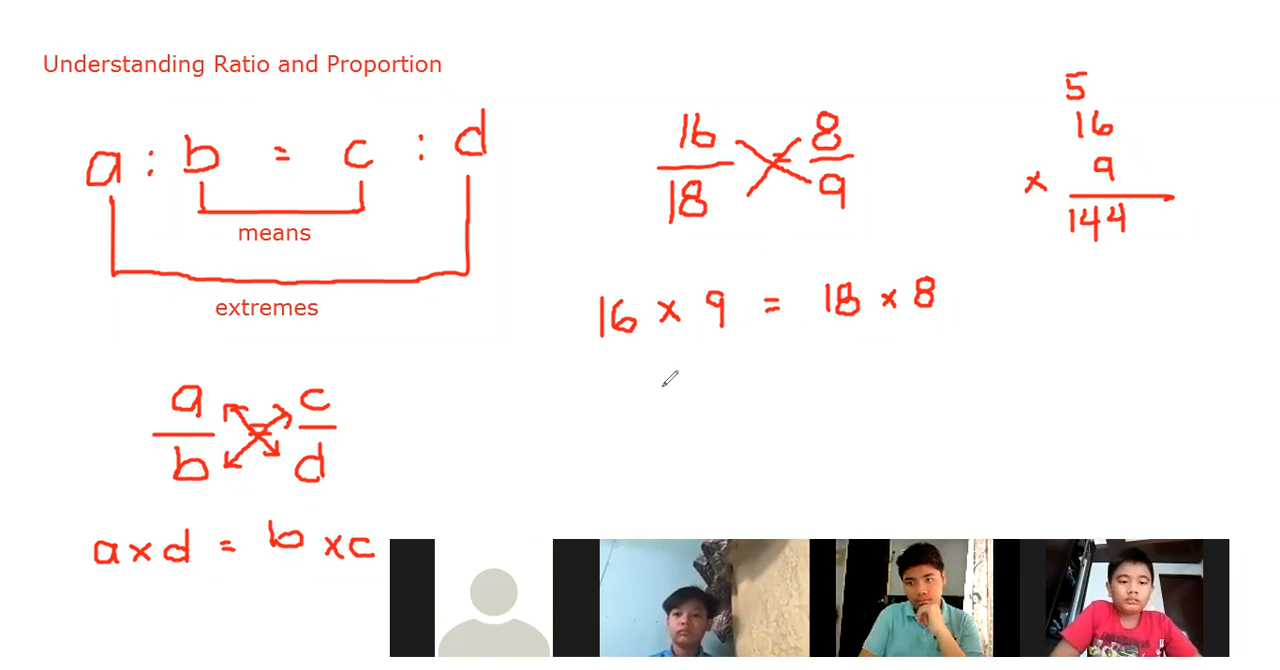 Understanding Ratio and Proportion
a : b = c : d
means
extremes
a c
— = —
b d
a x d = b x c
16 8
— = —
18 9
16 x 9 = 18 x 8
5
16
x 9
144